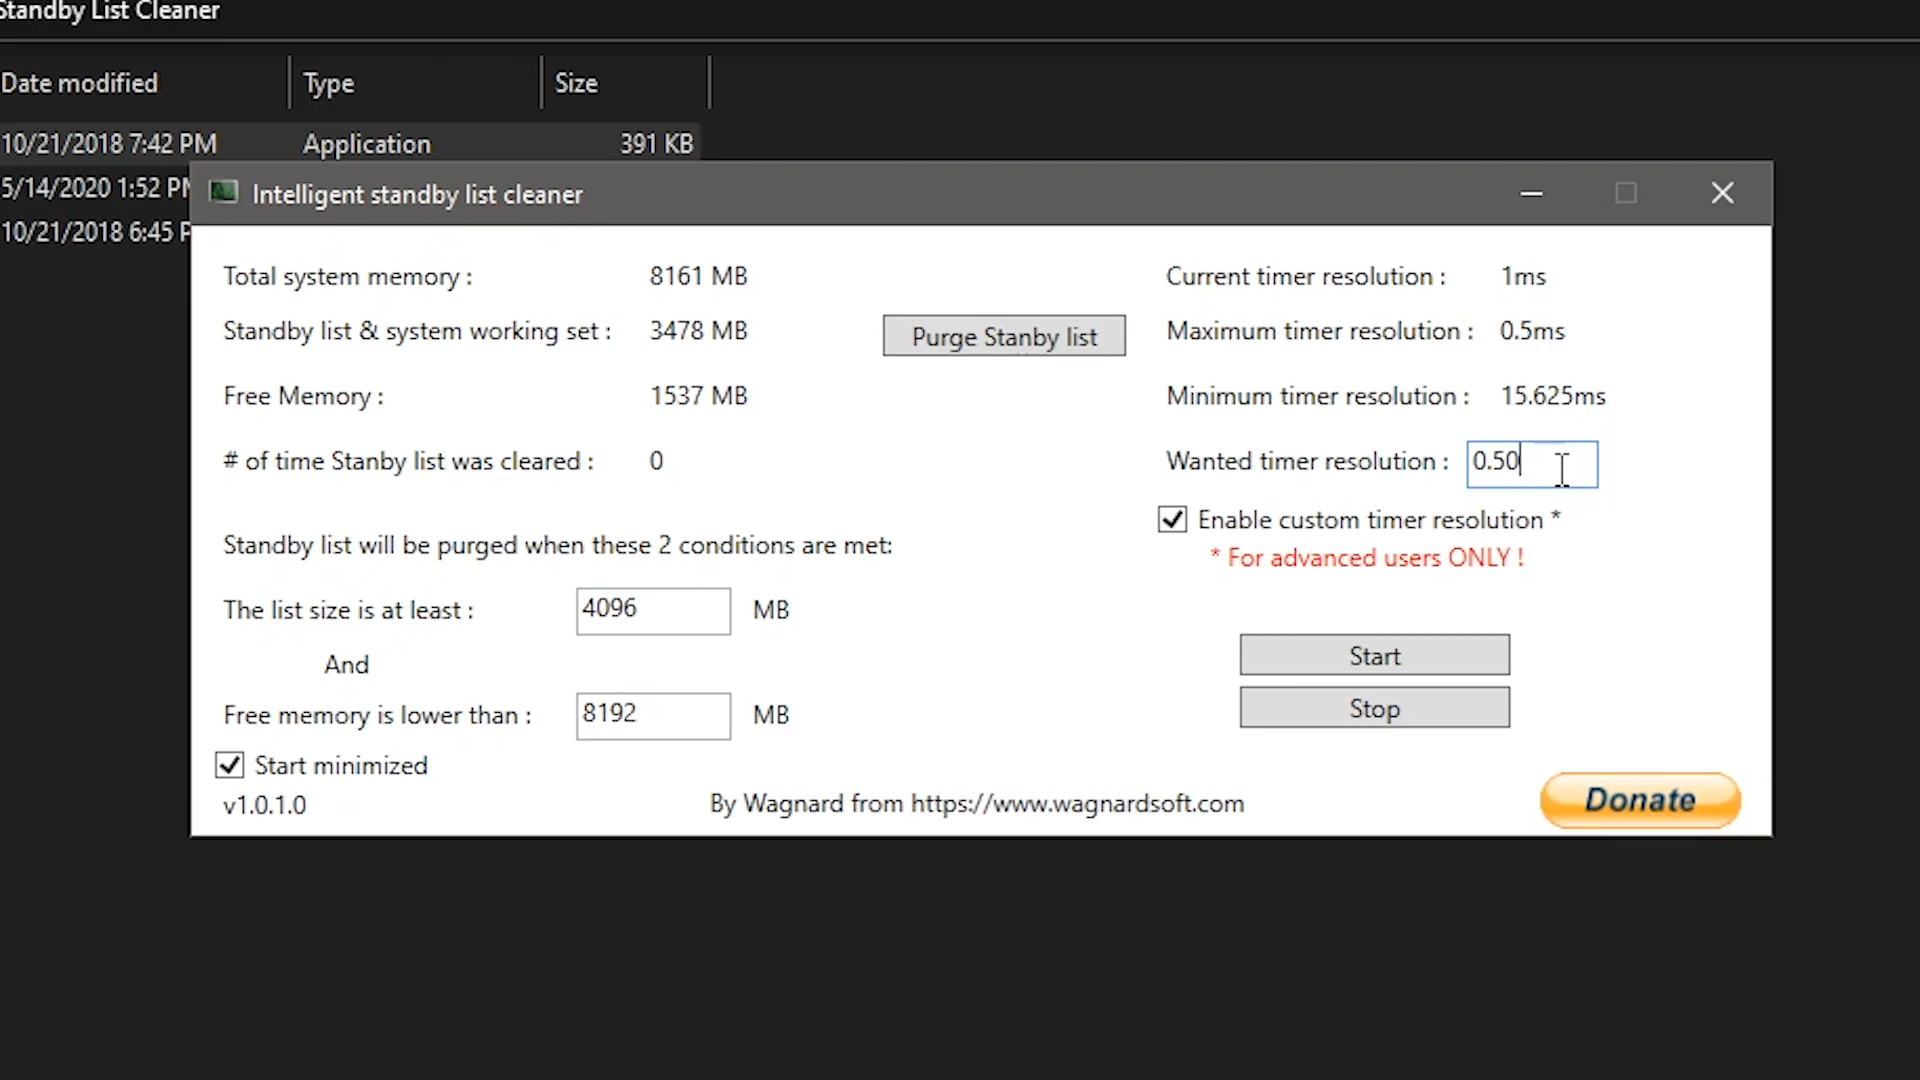 Standby List Cleaner
Date modified Type Size
10/21/2018 7:42 PM Application 391 KB
5/14/2020 1:52 PM
10/21/2018 6:45 P
Intelligent standby list cleaner
Total system memory : 8161 MB
Standby list & system working set : 3478 MB
Purge Stanby list
Free Memory : 1537 MB
# of time Stanby list was cleared : 0
Current timer resolution : 1ms
Maximum timer resolution : 0.5ms
Minimum timer resolution : 15.625ms
Wanted timer resolution : 0.50
Enable custom timer resolution *
* For advanced users ONLY !
Standby list will be purged when these 2 conditions are met:
The list size is at least : 4096 MB
And
Free memory is lower than : 8192 MB
Start
Stop
Start minimized
v1.0.1.0
By Wagnard from https://www.wagnardsoft.com
Donate